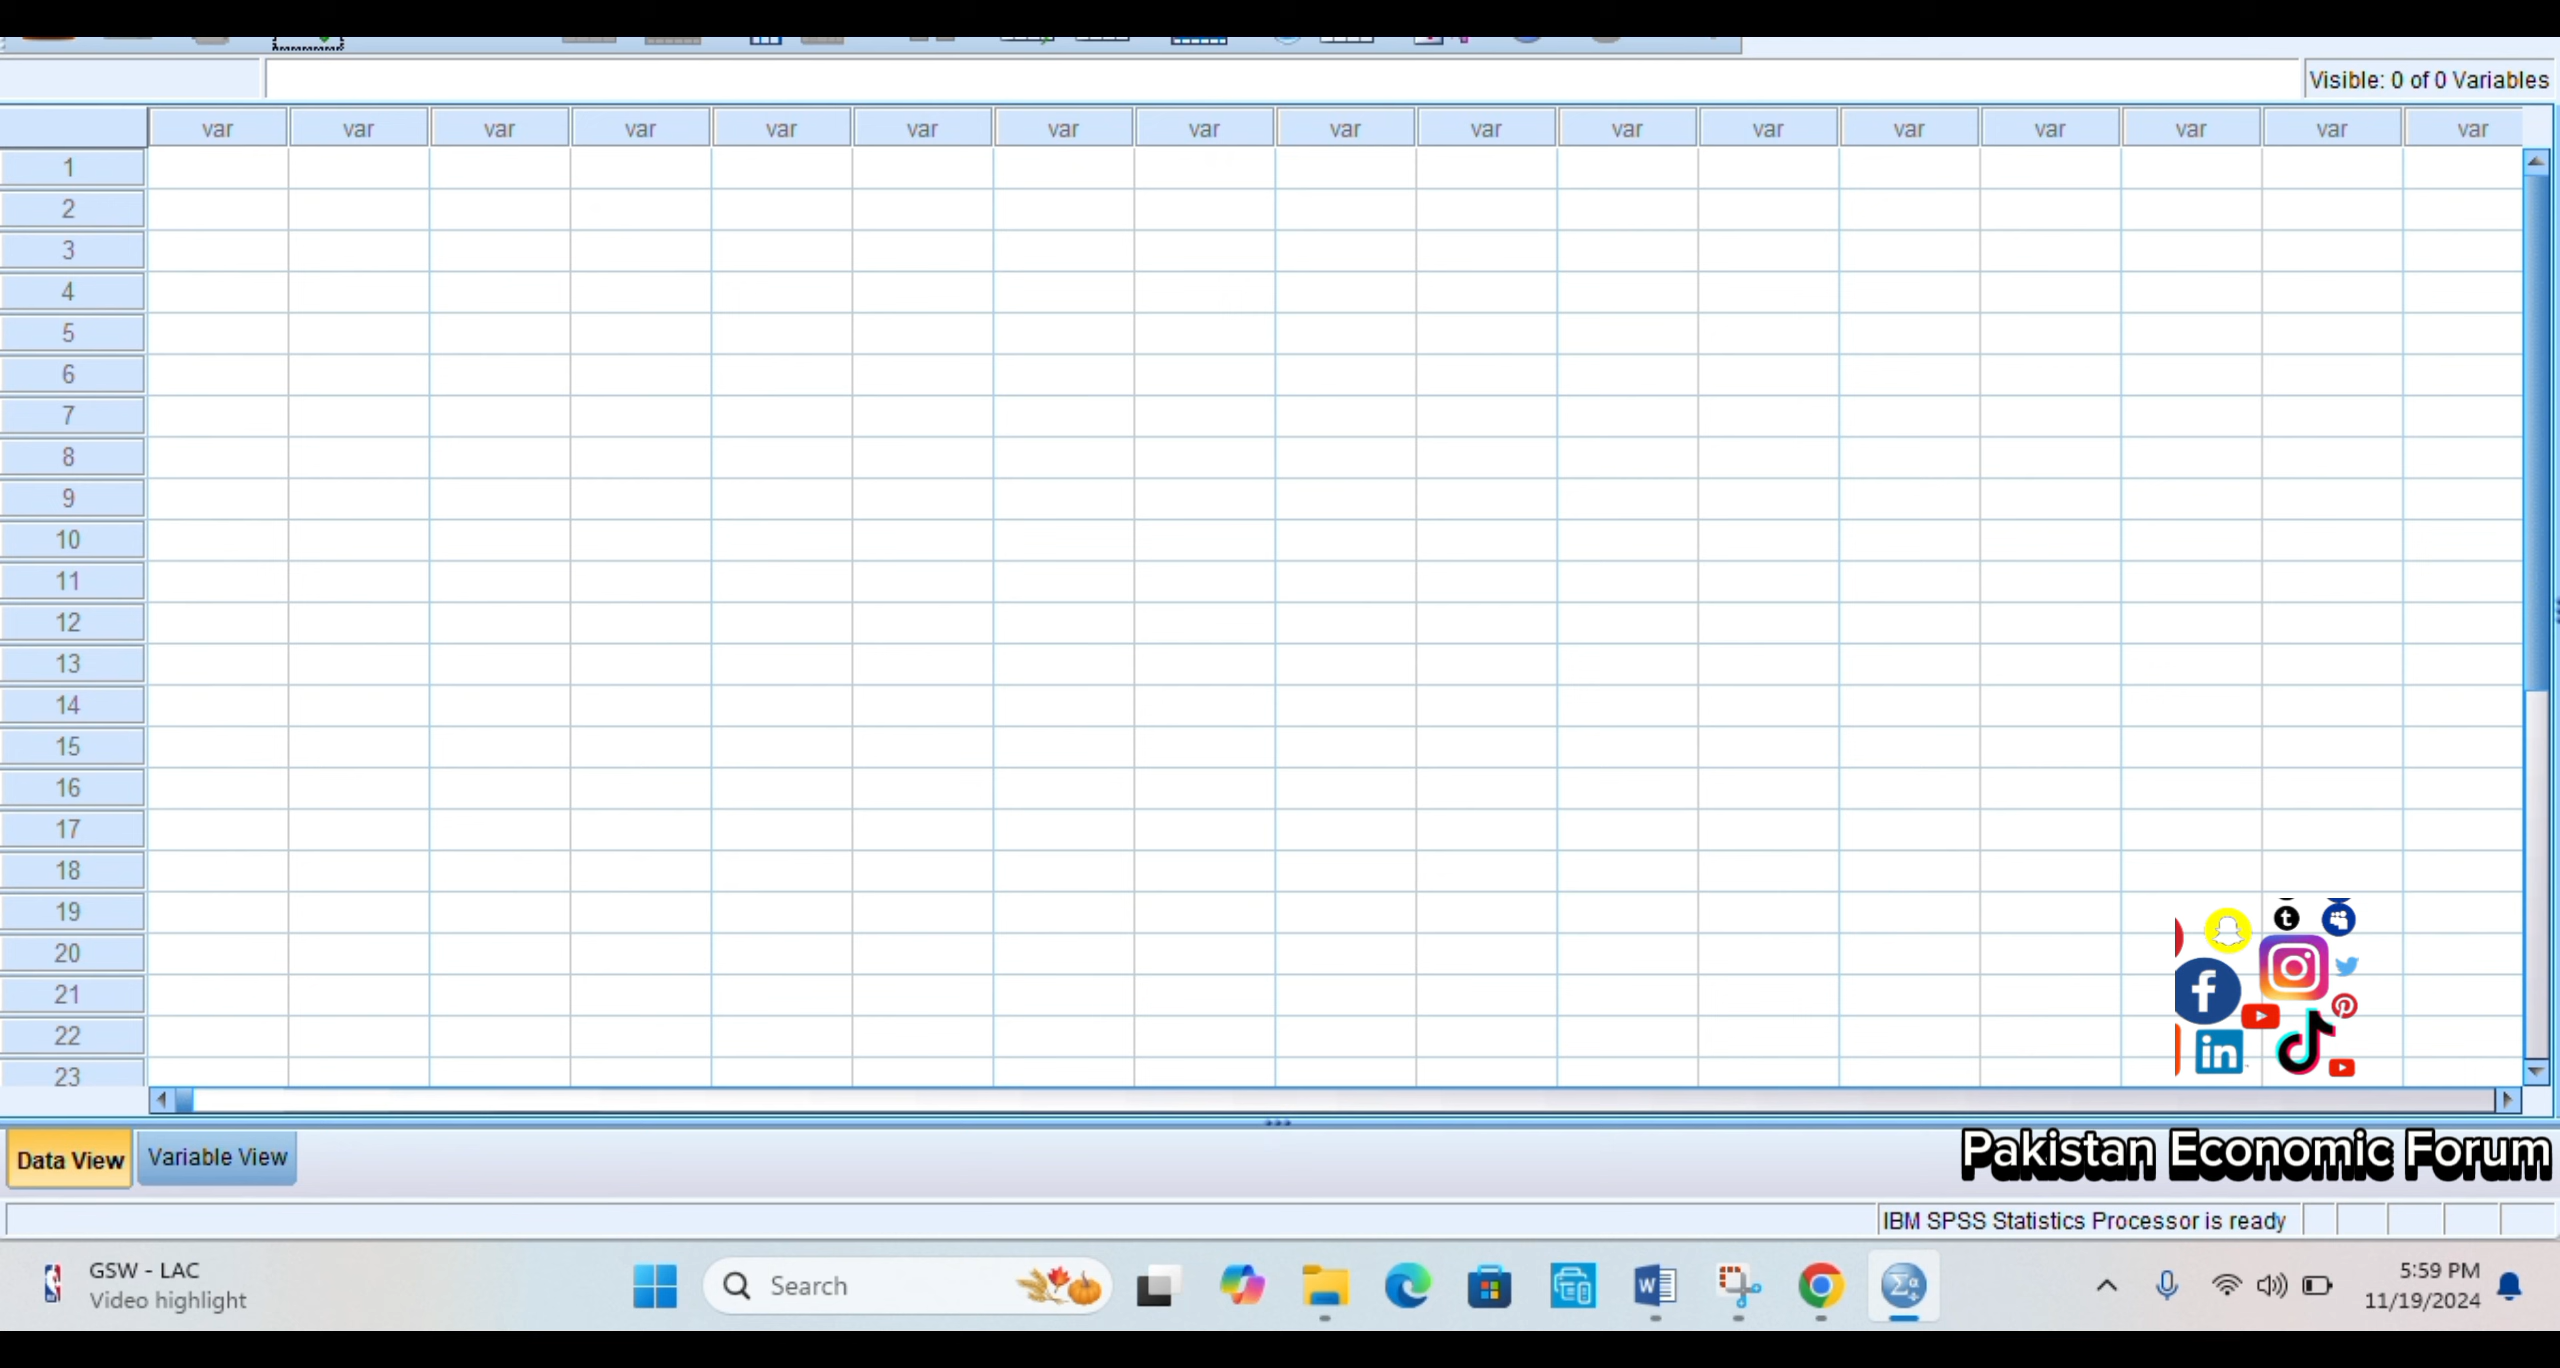 Visible: 0 of 0 Variables
var var var var var var var var var var var var var var var var var
1
2
3
4
5
6
7
8
9
10
11
12
13
14
15
16
17
18
19
20
21
22
23
Data View Variable View
Pakistan Economic Forum
IBM SPSS Statistics Processor is ready
GSW - LAC
Video highlight
Search
5:59 PM
11/19/2024